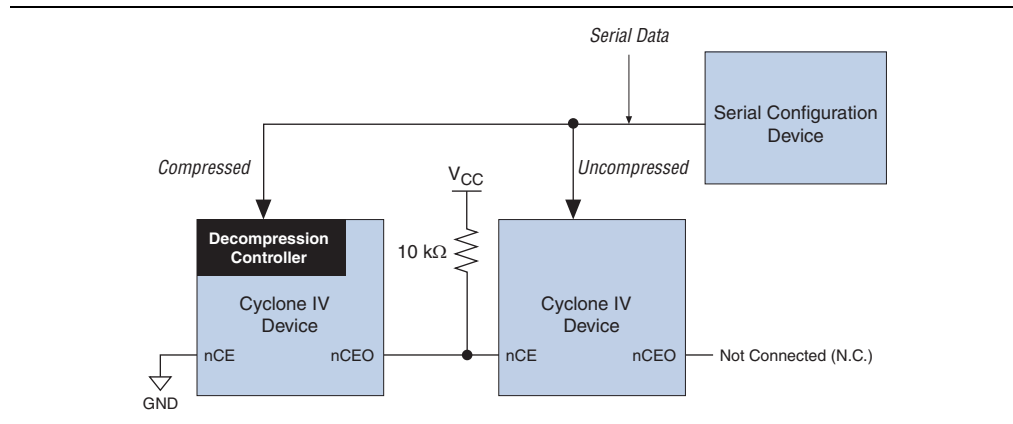 Serial Data
Serial Configuration
Device
Compressed
Uncompressed
VCC
Decompression
Controller
10 kΩ
Cyclone IV
Device
Cyclone IV
Device
nCE
nCEO
nCE
nCEO
Not Connected (N.C.)
GND